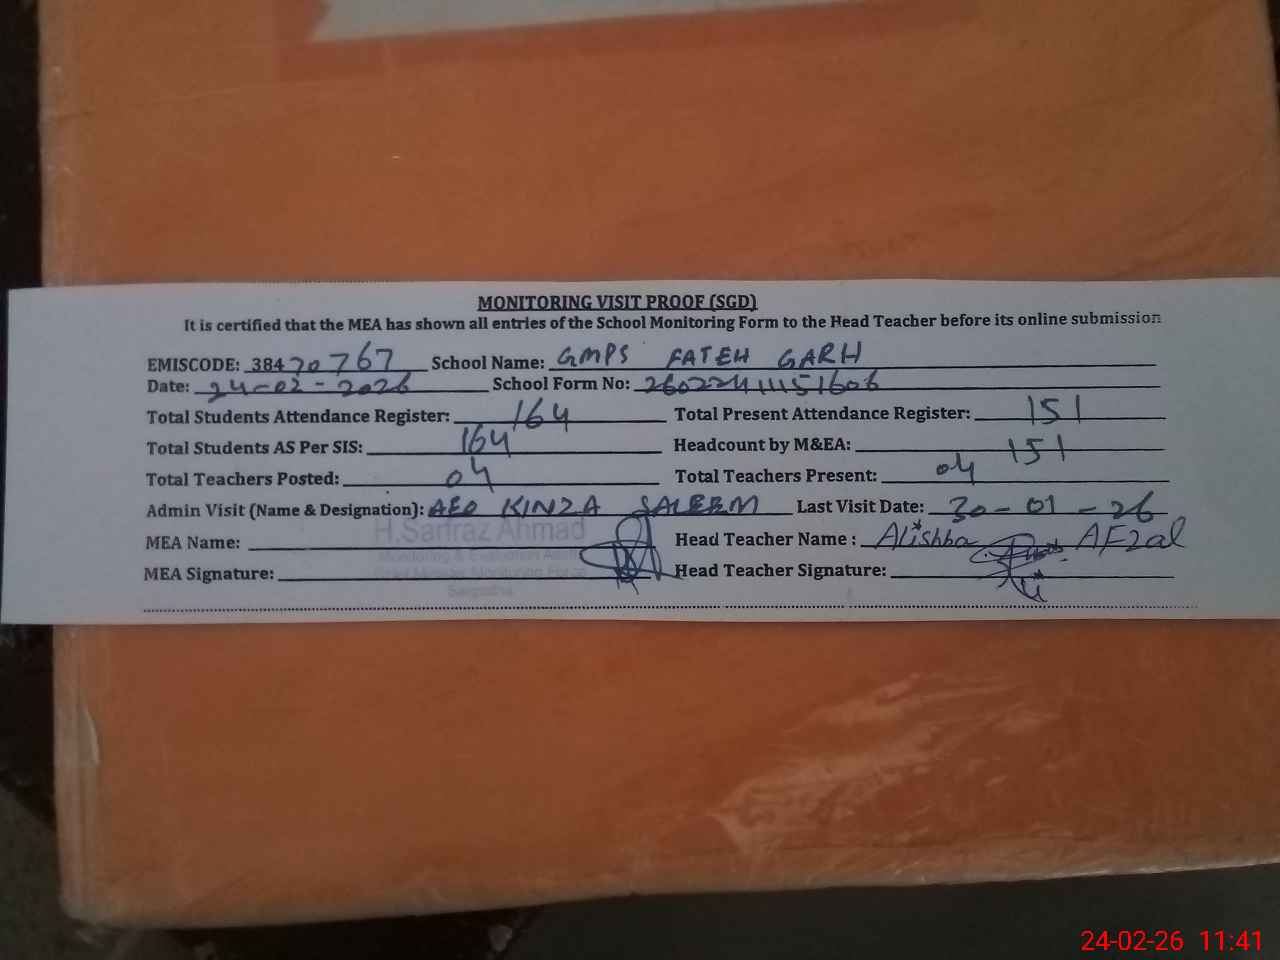 MONITORING VISIT PROOF (SGD)
It is certified that the MEA has shown all entries of the School Monitoring Form to the Head Teacher before its online submission
EMISCODE: 38470767 School Name: GMPS FATEH GARH
Date: 24-02-2026 School Form No:
Total Students Attendance Register: 164 Total Present Attendance Register: 151
Total Students AS Per SIS: 164 Headcount by M&EA: 151
Total Teachers Posted: 04 Total Teachers Present: 04
Admin Visit (Name & Designation): AEO KINZA SALEEM Last Visit Date: 30-01-26
MEA Name: H.Sarfraz Ahmad Head Teacher Name: Alishba AFzal
Monitoring & Evaluation
MEA Signature: Head Teacher Signature:
Sargodha
24-02-26 11:41